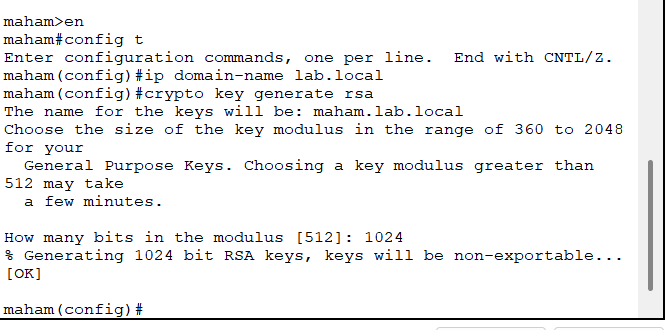 maham>en
maham#config t
Enter configuration commands, one per line.  End with CNTL/Z.
maham(config)#ip domain-name lab.local
maham(config)#crypto key generate rsa
The name for the keys will be: maham.lab.local
Choose the size of the key modulus in the range of 360 to 2048
for your
  General Purpose Keys. Choosing a key modulus greater than
512 may take
  a few minutes.
How many bits in the modulus [512]: 1024
% Generating 1024 bit RSA keys, keys will be non-exportable...
[OK]
maham(config)#